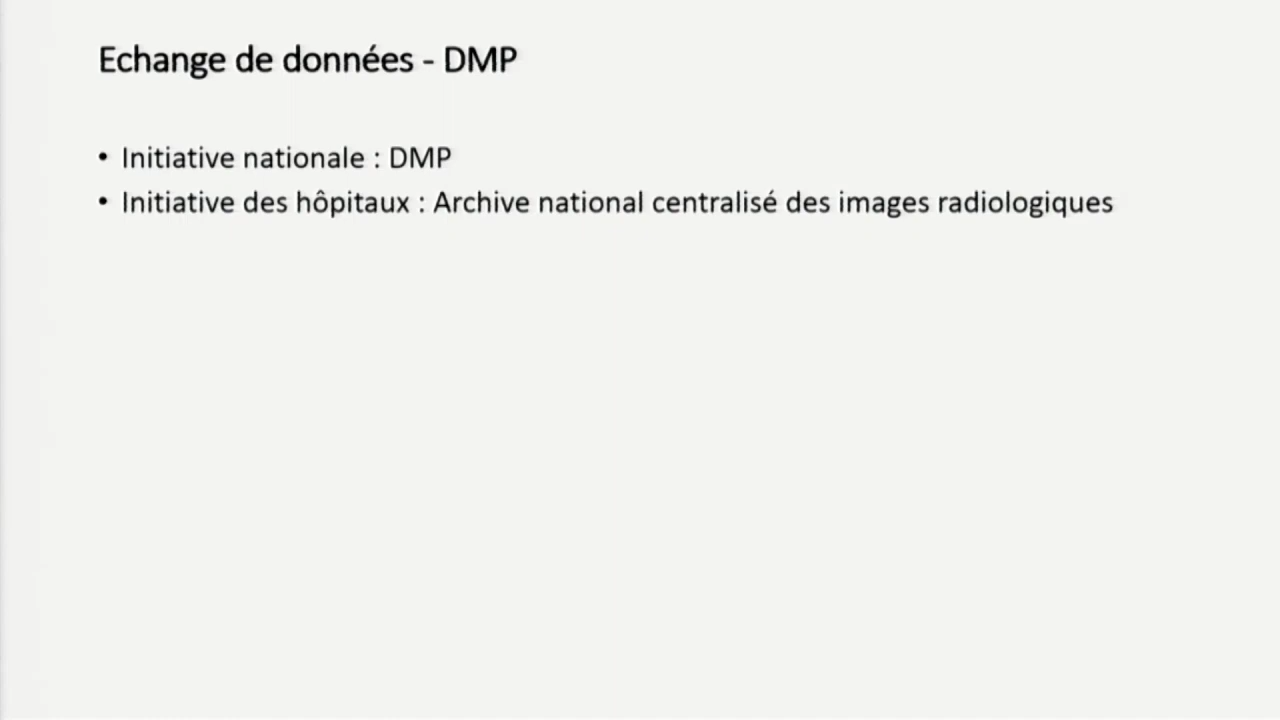 Echange de données - DMP
• Initiative nationale : DMP
• Initiative des hôpitaux : Archive national centralisé des images radiologiques